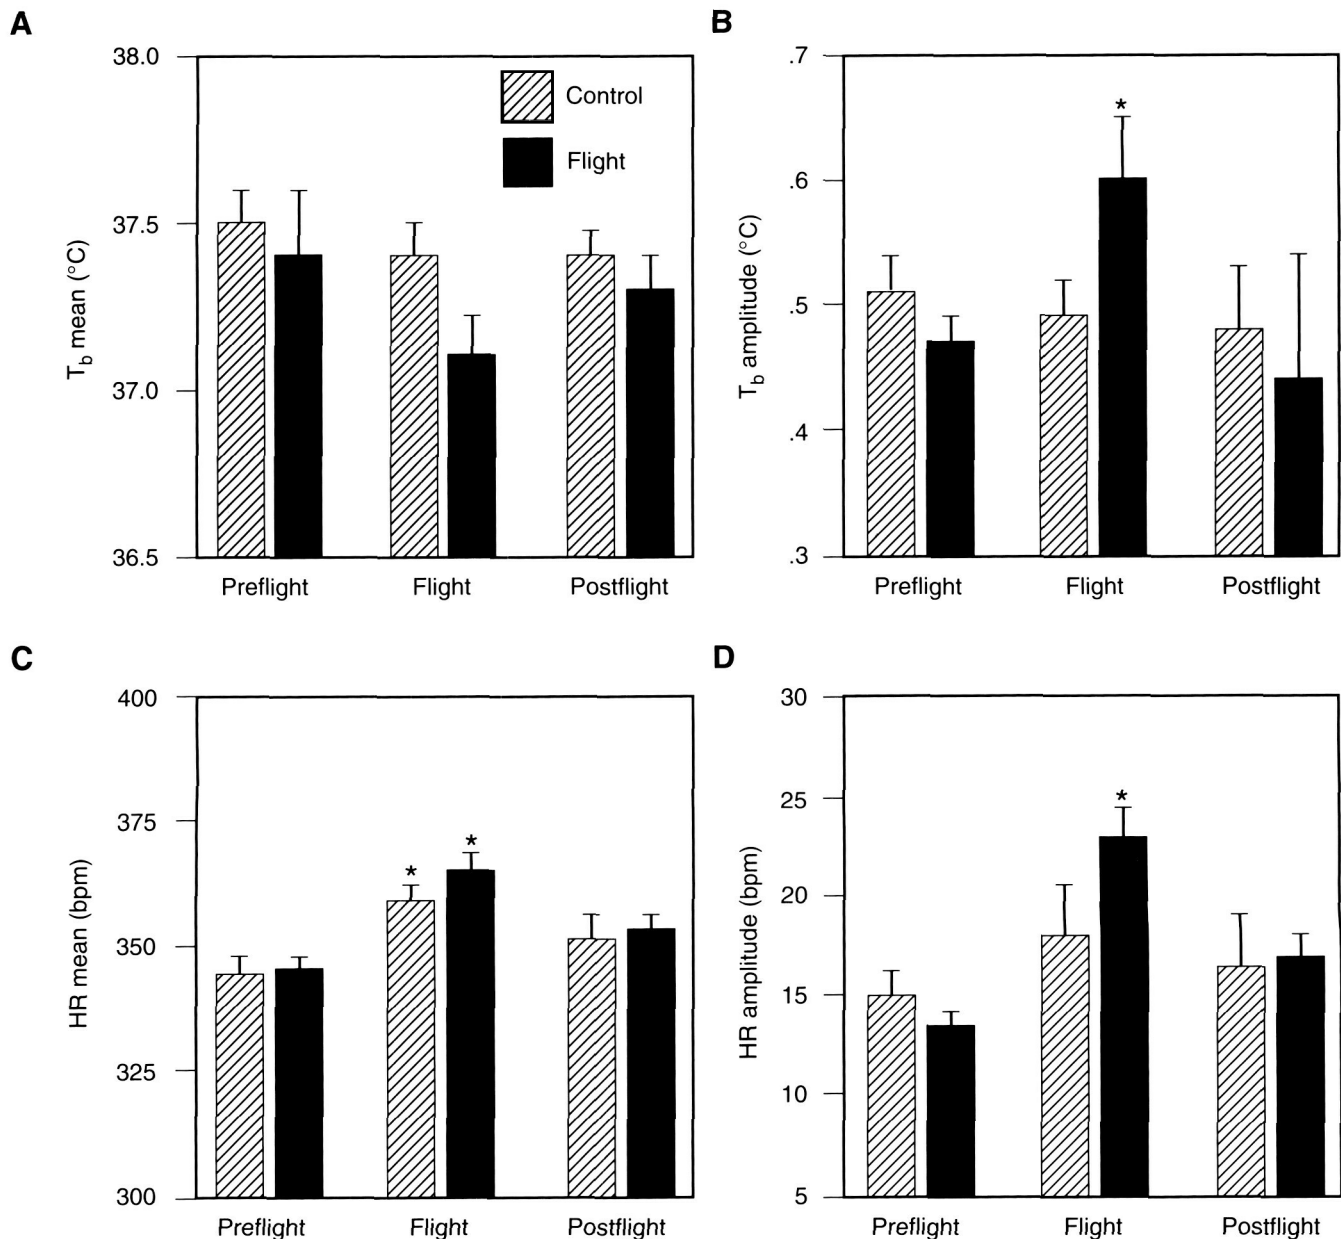 A
T_b mean (°C)
38.0
37.5
37.0
36.5
Control
Flight
Preflight
Flight
Postflight
B
T_b amplitude (°C)
.7
.6
.5
.4
.3
*
Preflight
Flight
Postflight
C
HR mean (bpm)
400
375
350
325
300
*
*
Preflight
Flight
Postflight
D
HR amplitude (bpm)
30
25
20
15
10
5
*
Preflight
Flight
Postflight